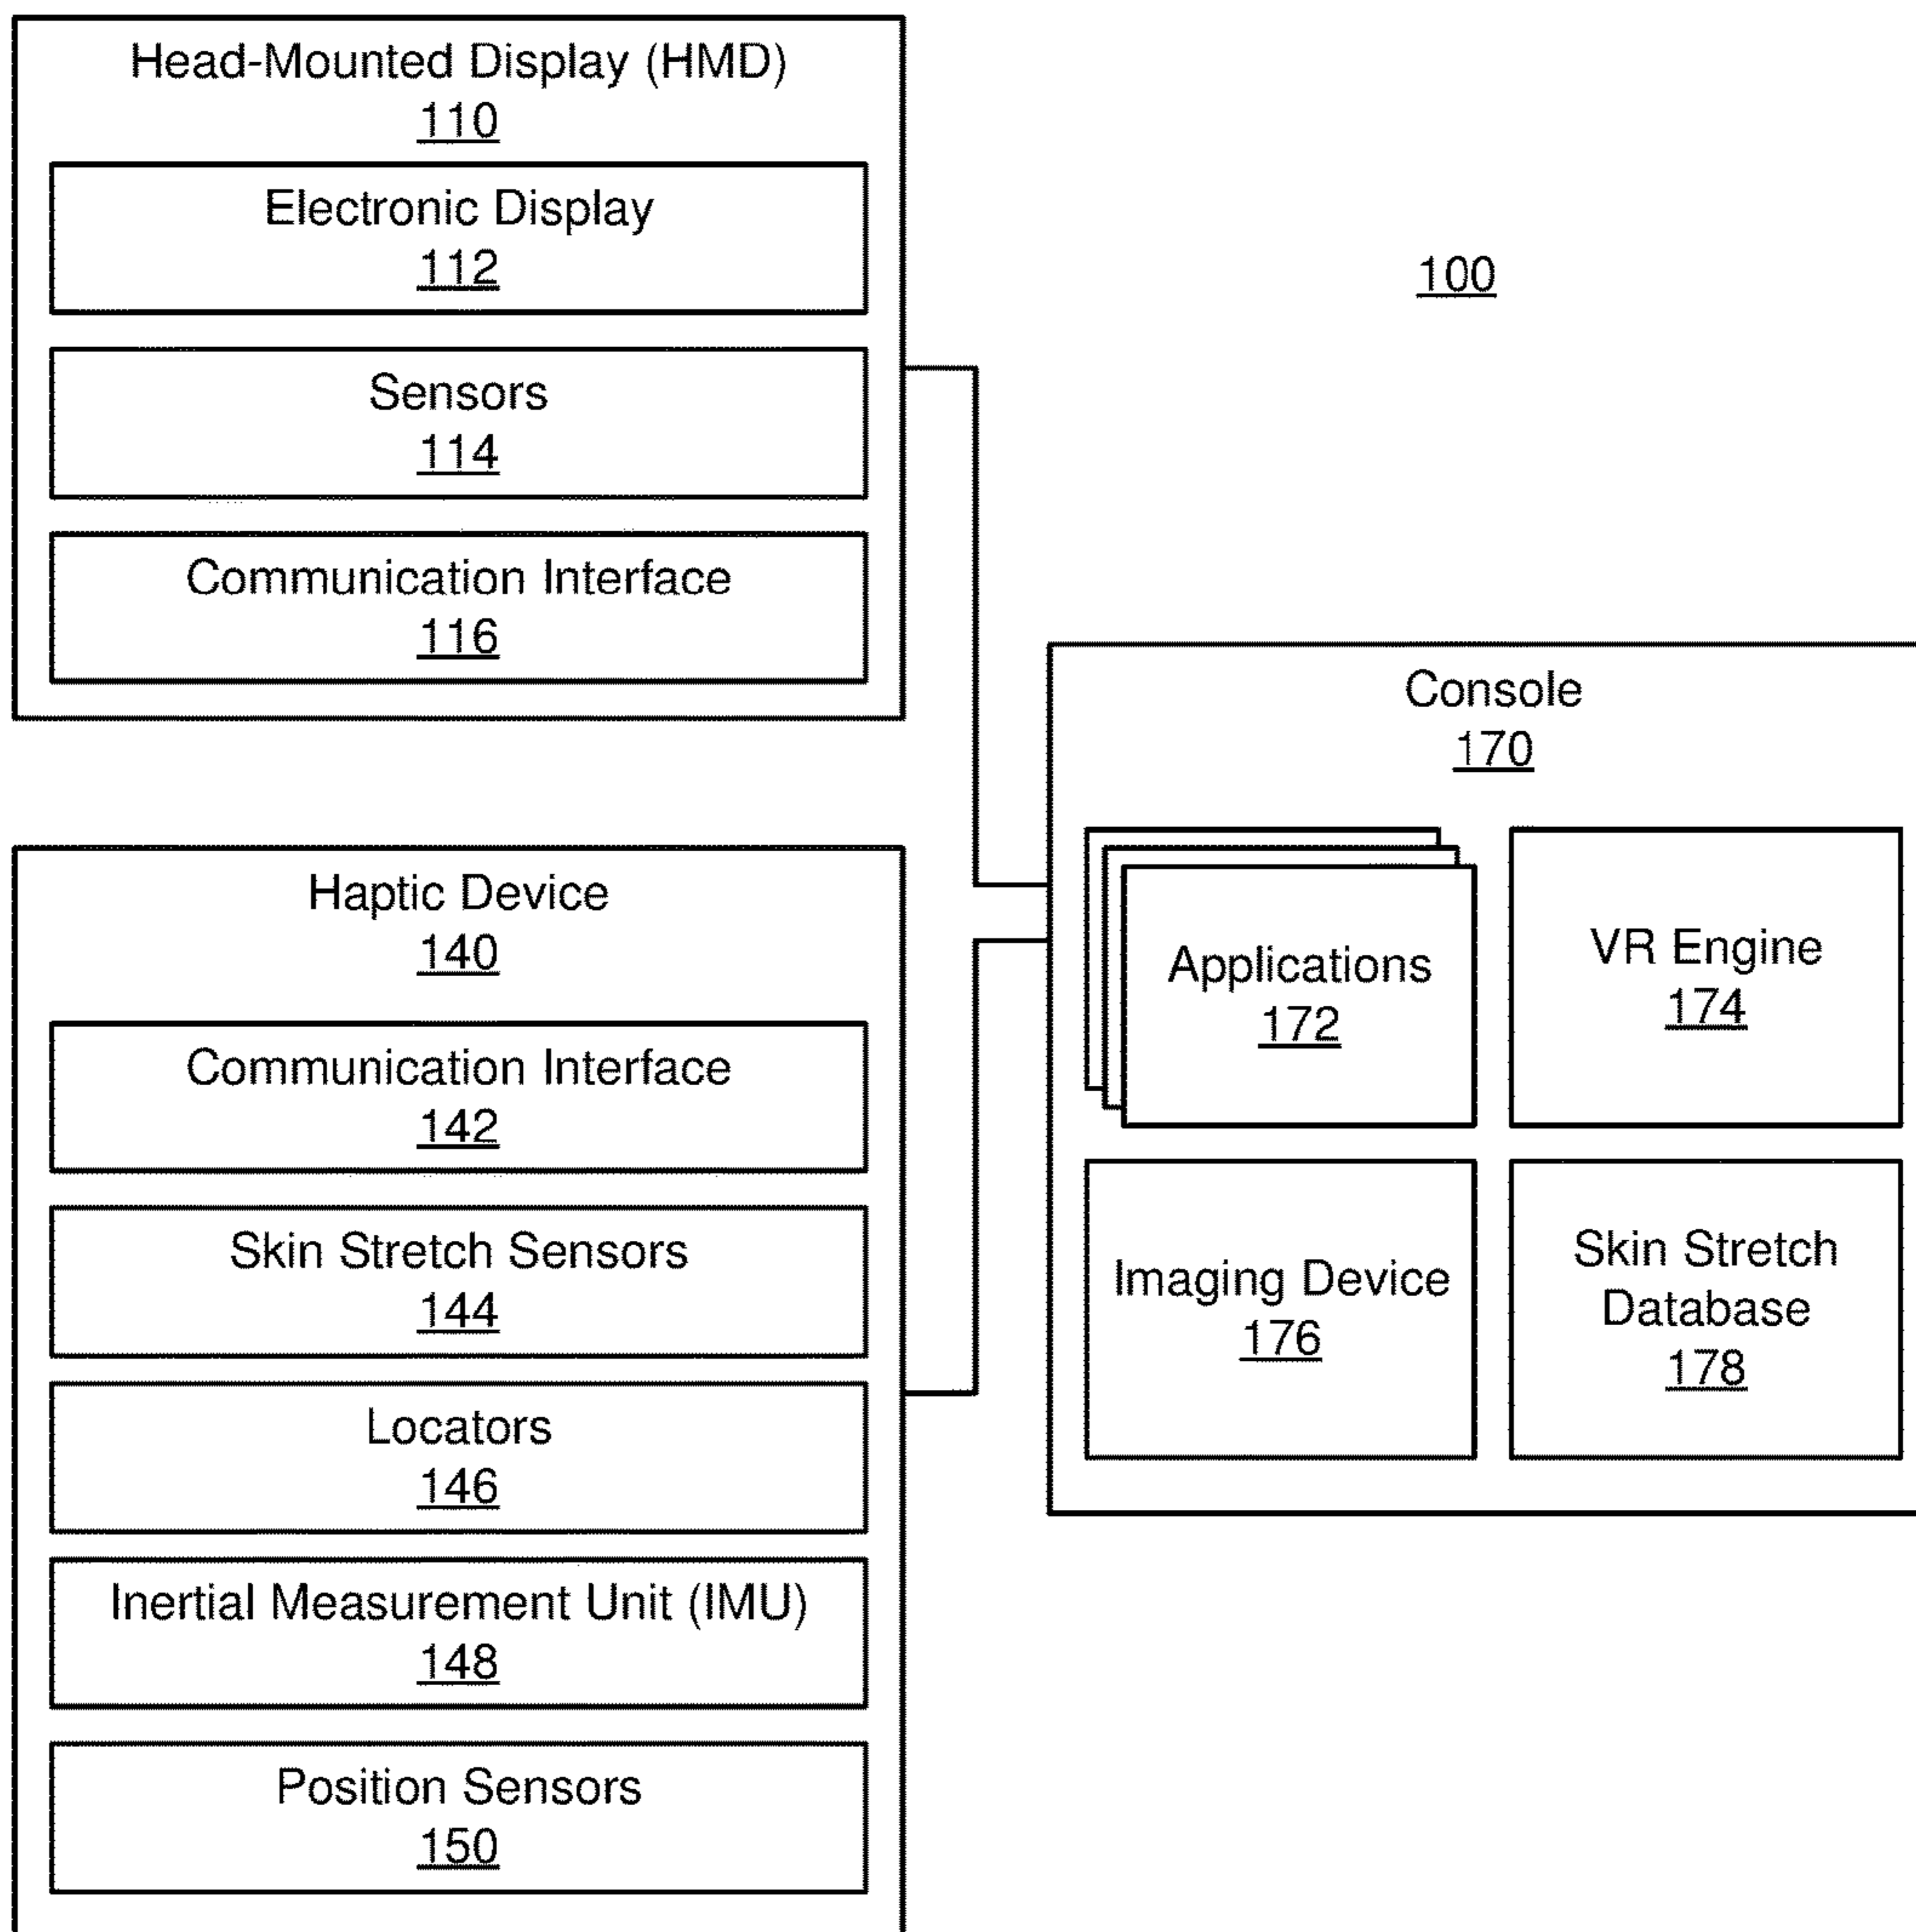 Head-Mounted Display (HMD)
110
Electronic Display
112
Sensors
114
Communication Interface
116
100
Haptic Device
140
Communication Interface
142
Skin Stretch Sensors
144
Locators
146
Inertial Measurement Unit (IMU)
148
Position Sensors
150
Console
170
Applications
172
VR Engine
174
Imaging Device
176
Skin Stretch
Database
178